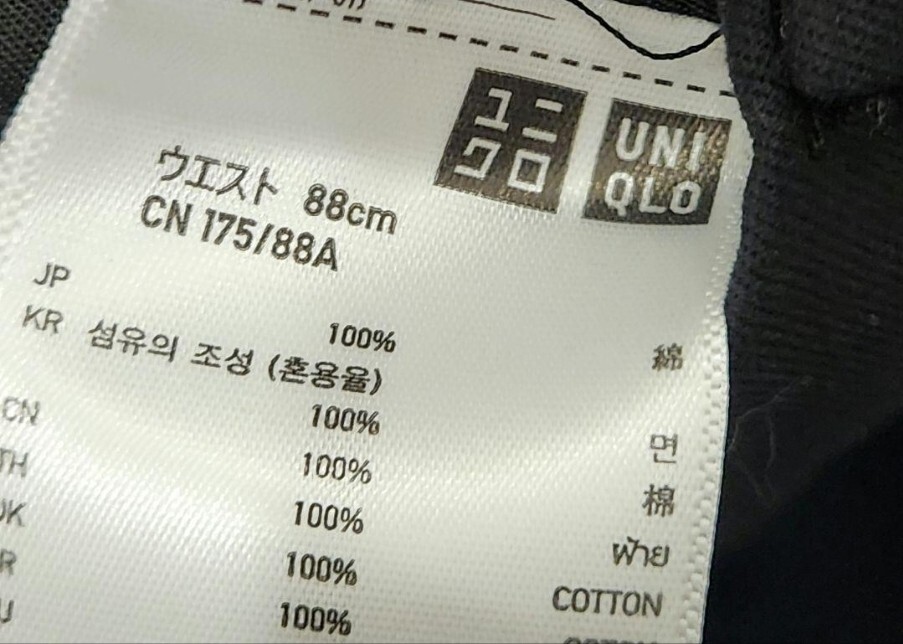 ユニ
クロ
UNI
QLO
ウエスト 88cm
CN 175/88A
JP
100% 綿
KR 섬유의 조성 (혼용율)
100% 면
CN 100% 棉
TH 100% ฝ้าย
100% COTTON
100%